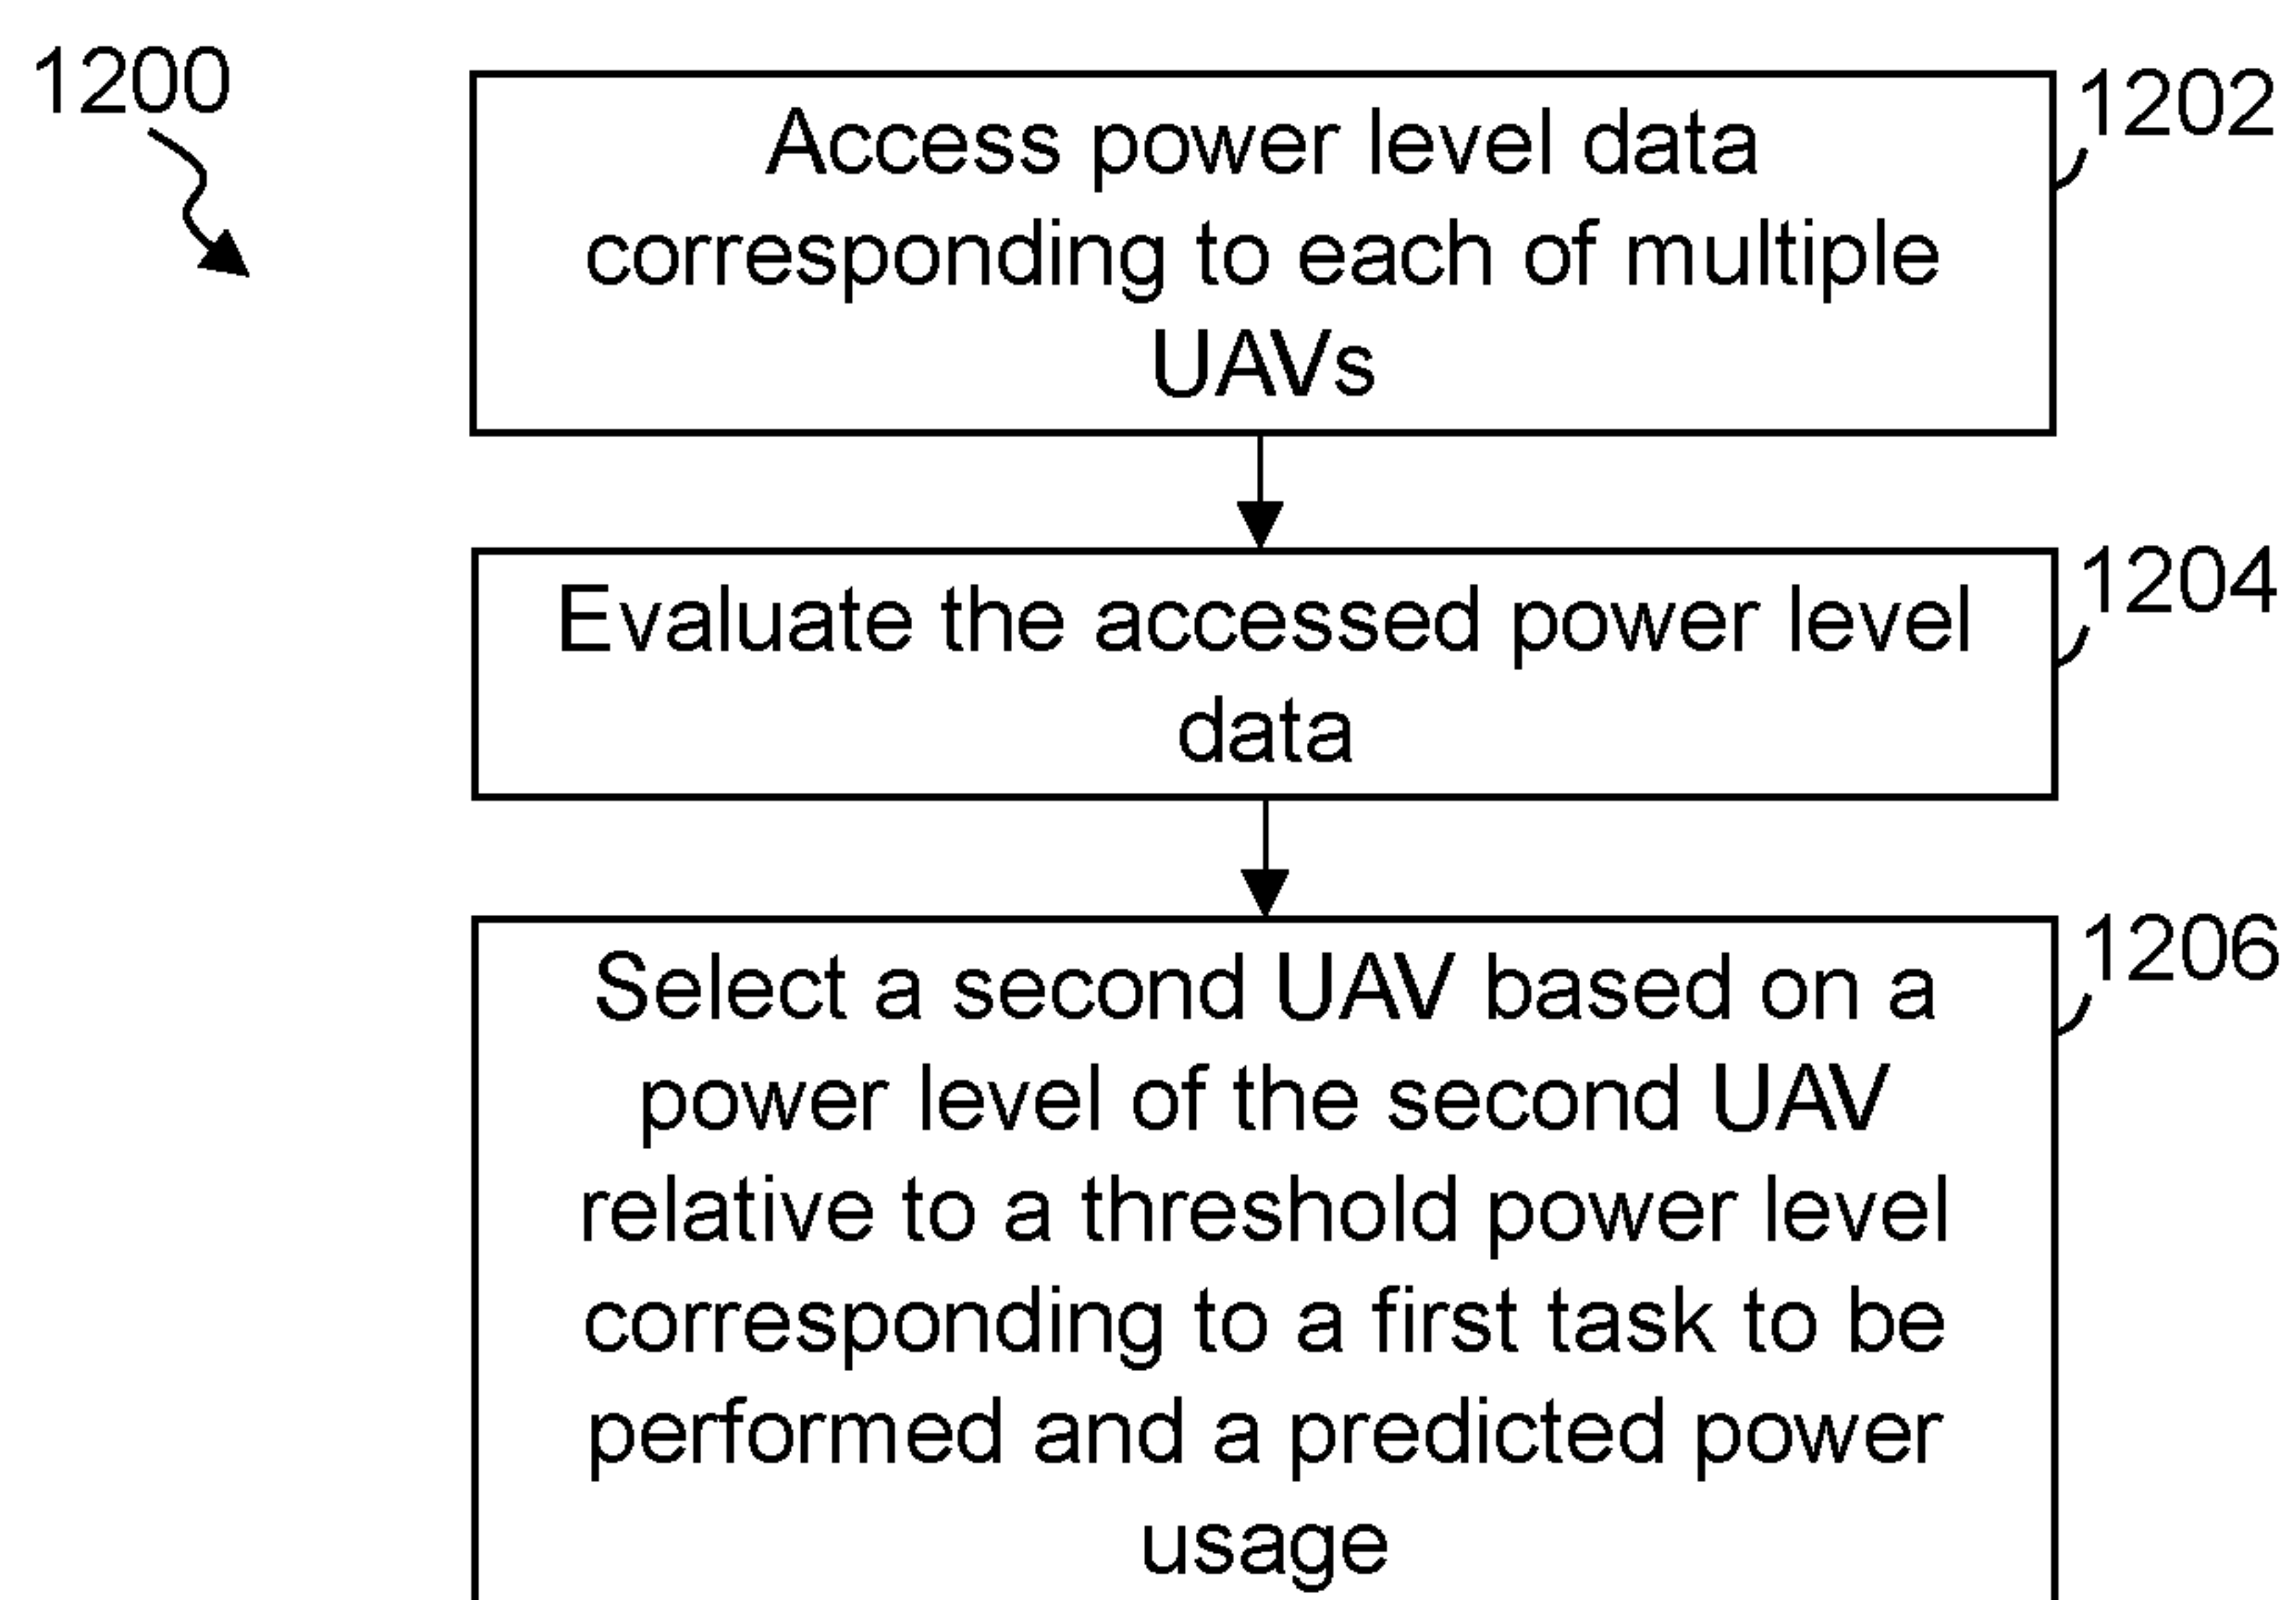 1200
1202
Access power level data
corresponding to each of multiple
UAVs
1204
Evaluate the accessed power level
data
1206
Select a second UAV based on a
power level of the second UAV
relative to a threshold power level
corresponding to a first task to be
performed and a predicted power
usage